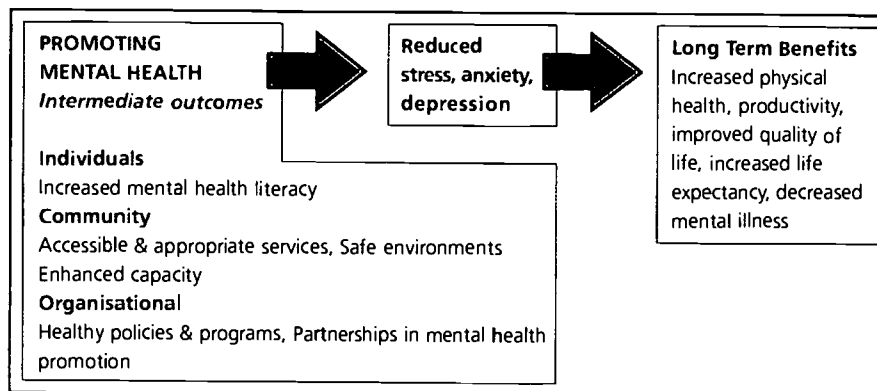 PROMOTING
MENTAL HEALTH
Intermediate outcomes
Individuals
Increased mental health literacy
Community
Accessible & appropriate services, Safe environments
Enhanced capacity
Organisational
Healthy policies & programs, Partnerships in mental health
promotion
Reduced
stress, anxiety,
depression
Long Term Benefits
Increased physical
health, productivity,
improved quality of
life, increased life
expectancy, decreased
mental illness